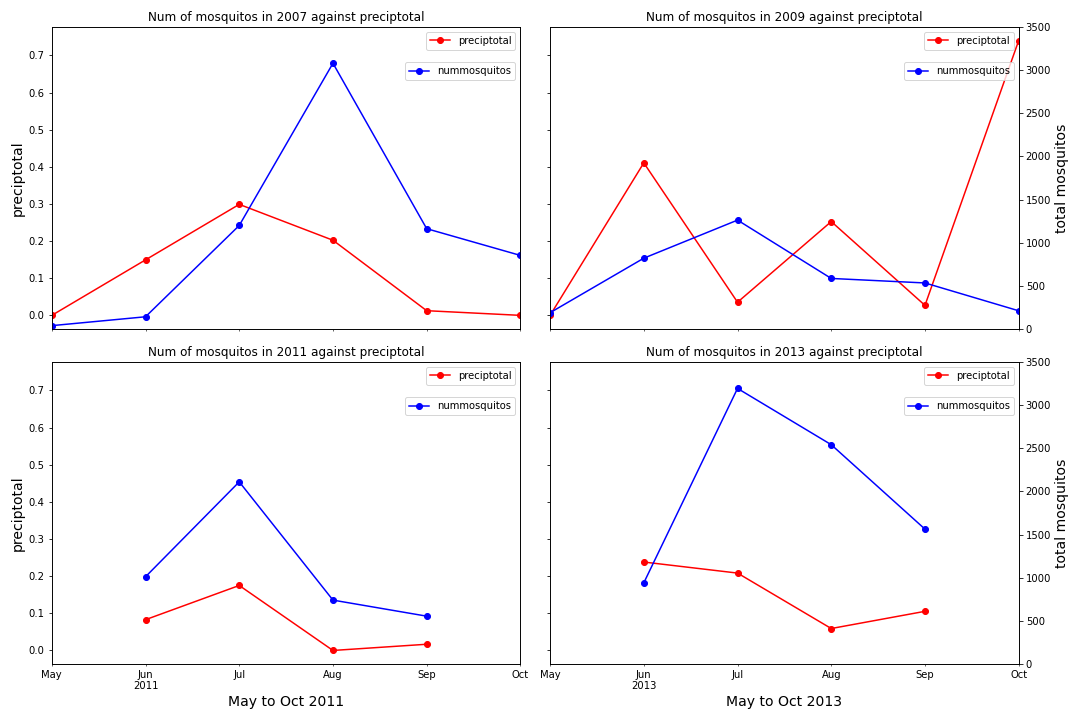 Num of mosquitos in 2007 against preciptotal
preciptotal
nummosquitos
0.7
0.6
0.5
0.4
0.3
0.2
0.1
0.0
preciptotal
Num of mosquitos in 2009 against preciptotal
preciptotal
nummosquitos
3500
3000
2500
2000
1500
1000
500
0
total mosquitos
Num of mosquitos in 2011 against preciptotal
preciptotal
nummosquitos
0.7
0.6
0.5
0.4
0.3
0.2
0.1
0.0
preciptotal
May Jun Jul Aug Sep Oct
2011
May to Oct 2011
Num of mosquitos in 2013 against preciptotal
preciptotal
nummosquitos
3500
3000
2500
2000
1500
1000
500
0
total mosquitos
May Jun Jul Aug Sep Oct
2013
May to Oct 2013